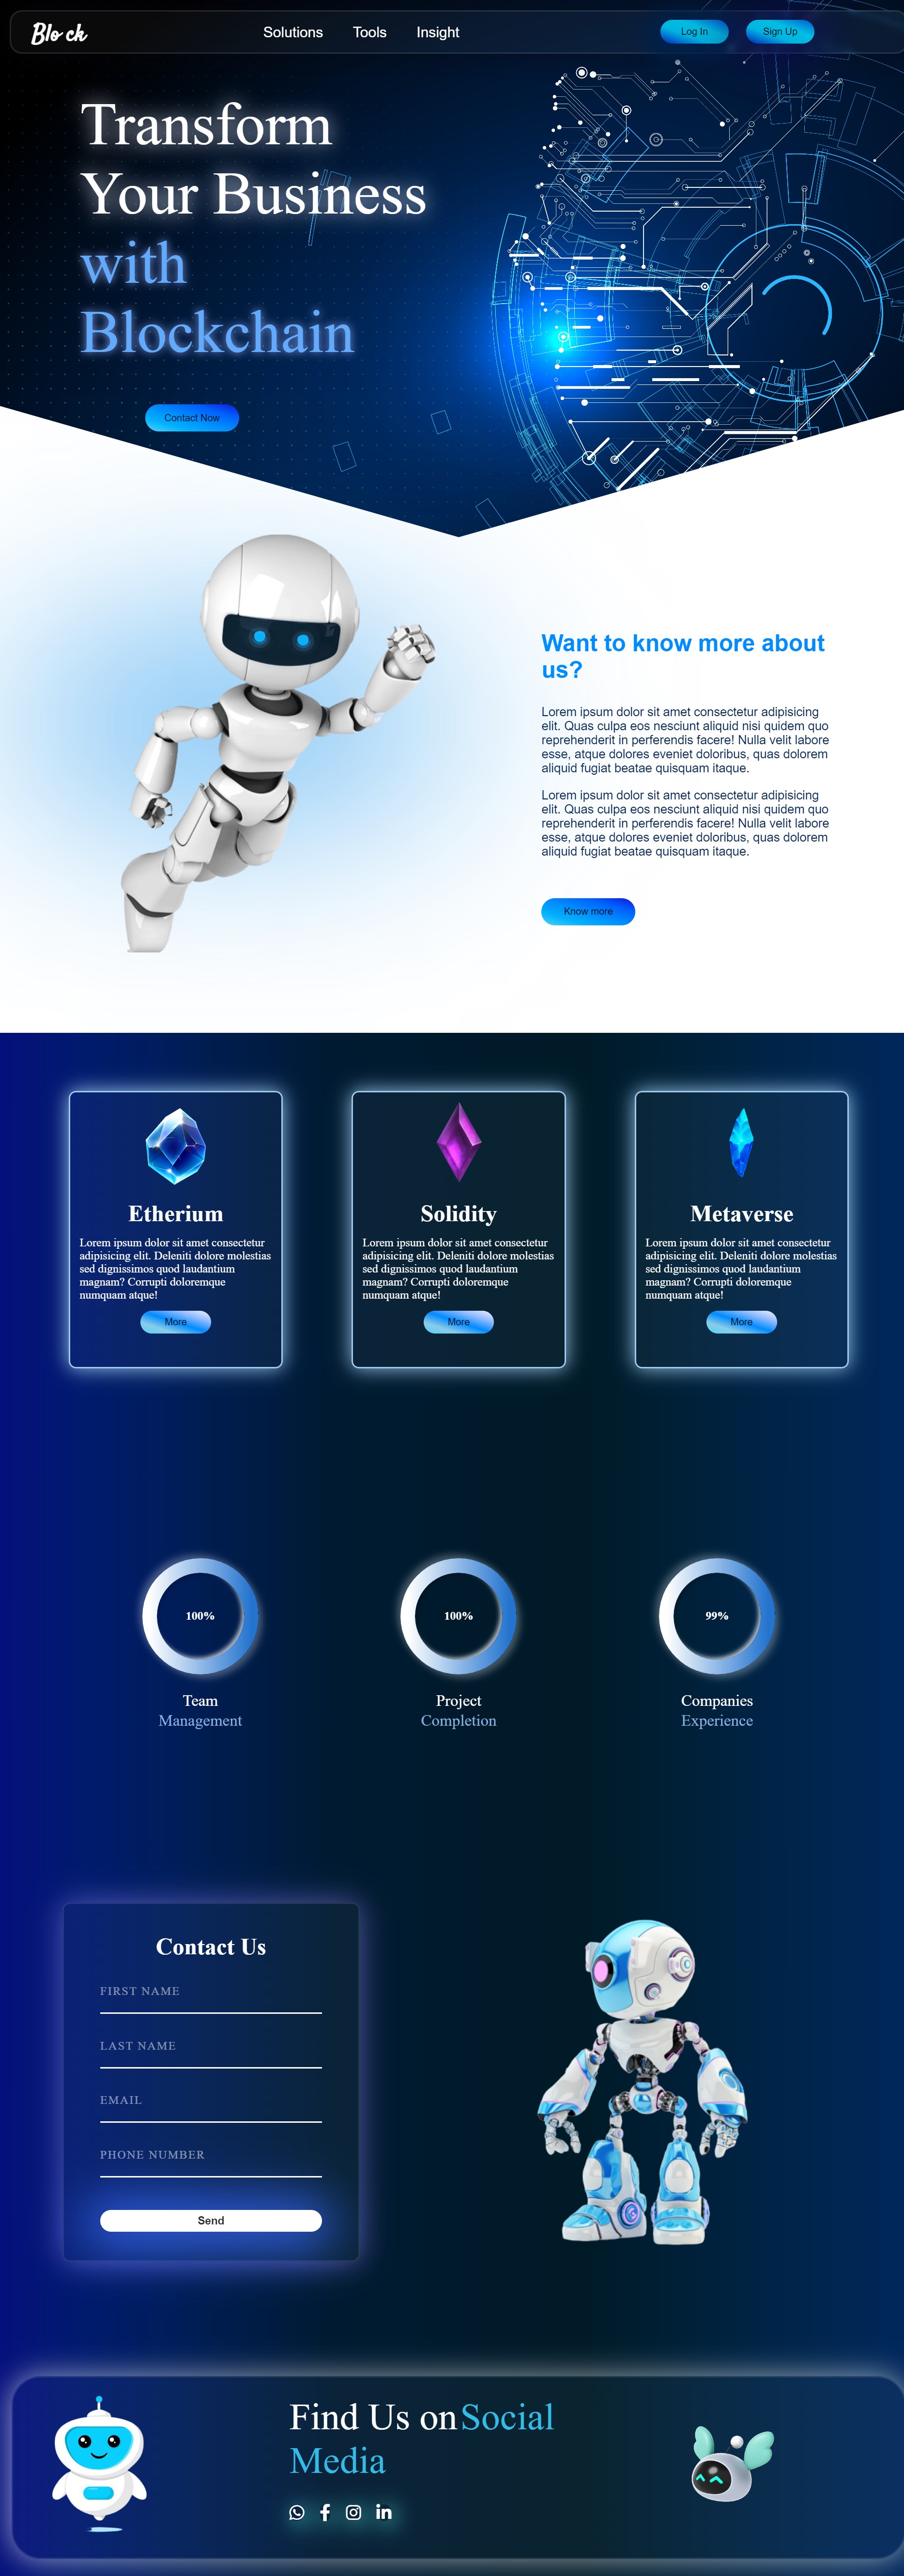 Blo ck
Solutions
Tools
Insight
Log In
Sign Up
Transform
Your Business
with
Blockchain
Contact Now
Want to know more about
us?
Lorem ipsum dolor sit amet consectetur adipisicing
elit. Quas culpa eos nesciunt aliquid nisi quidem quo
reprehenderit in perferendis facere! Nulla velit labore
esse, atque dolores eveniet doloribus, quas dolorem
aliquid fugiat beatae quisquam itaque.
Lorem ipsum dolor sit amet consectetur adipisicing
elit. Quas culpa eos nesciunt aliquid nisi quidem quo
reprehenderit in perferendis facere! Nulla velit labore
esse, atque dolores eveniet doloribus, quas dolorem
aliquid fugiat beatae quisquam itaque.
Know more
Etherium
Lorem ipsum dolor sit amet consectetur
adipisicing elit. Deleniti dolore molestias
sed dignissimos quod laudantium
magnam? Corrupti doloremque
numquam atque!
More
Solidity
Lorem ipsum dolor sit amet consectetur
adipisicing elit. Deleniti dolore molestias
sed dignissimos quod laudantium
magnam? Corrupti doloremque
numquam atque!
More
Metaverse
Lorem ipsum dolor sit amet consectetur
adipisicing elit. Deleniti dolore molestias
sed dignissimos quod laudantium
magnam? Corrupti doloremque
numquam atque!
More
100%
Team
Management
100%
Project
Completion
99%
Companies
Experience
Contact Us
FIRST NAME
LAST NAME
EMAIL
PHONE NUMBER
Send
Find Us on Social
Media